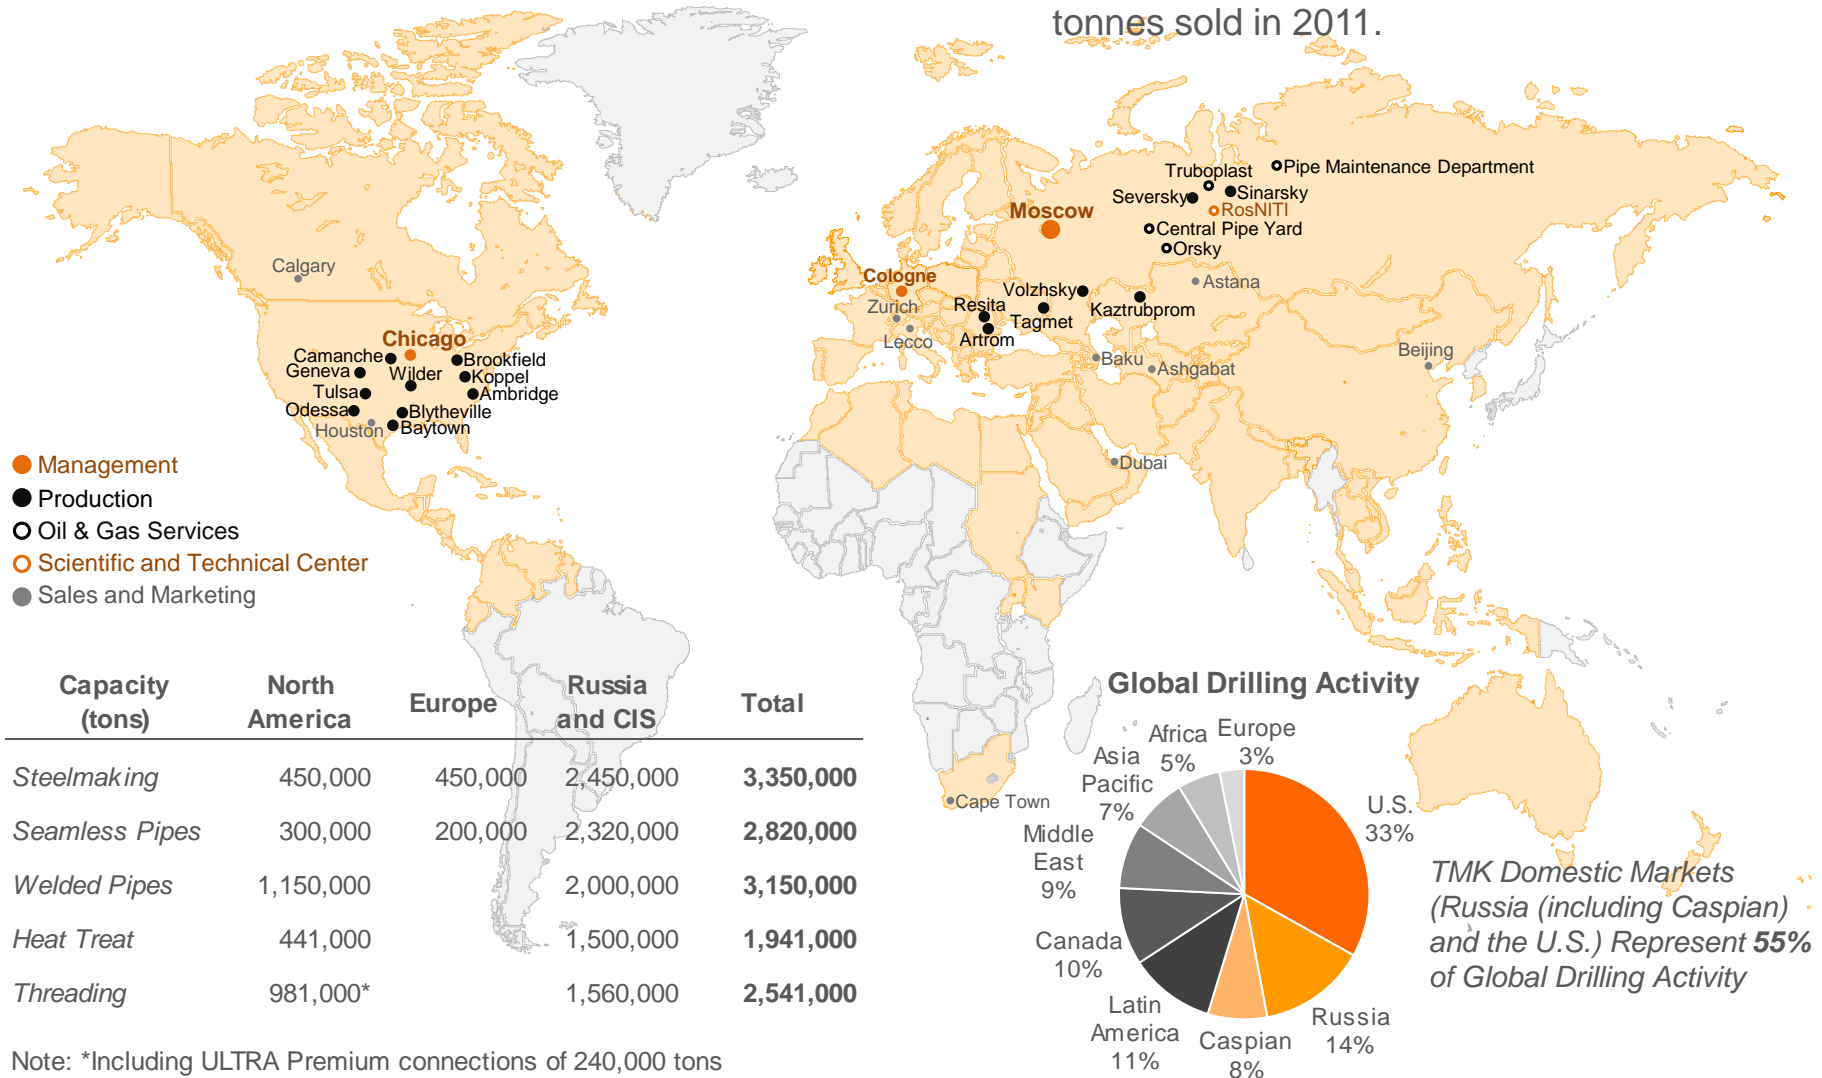 tonnes sold in 2011.
Pipe Maintenance Department
Truboplast
Seversky
Sinarsky
RosNITI
Moscow
Central Pipe Yard
Orsky
Calgary
Cologne
Astana
Zurich
Volzhsky
Resita
Kaztrubprom
Tagmet
Lecco
Artrom
Chicago
Camanche
Brookfield
Geneva
Wilder
Koppel
Tulsa
Ambridge
Odessa
Blytheville
Houston
Baytown
Baku
Ashgabat
Beijing
Dubai
Cape Town
Management
Production
Oil & Gas Services
Scientific and Technical Center
Sales and Marketing
Capacity (tons) North America Europe Russia and CIS Total
Steelmaking 450,000 450,000 2,450,000 3,350,000
Seamless Pipes 300,000 200,000 2,320,000 2,820,000
Welded Pipes 1,150,000 2,000,000 3,150,000
Heat Treat 441,000 1,500,000 1,941,000
Threading 981,000* 1,560,000 2,541,000
Note: *Including ULTRA Premium connections of 240,000 tons
Global Drilling Activity
Europe
3%
Africa
5%
Asia
Pacific
7%
Middle
East
9%
Canada
10%
Latin
America
11%
Caspian
8%
Russia
14%
U.S.
33%
TMK Domestic Markets
(Russia (including Caspian)
and the U.S.) Represent 55%
of Global Drilling Activity